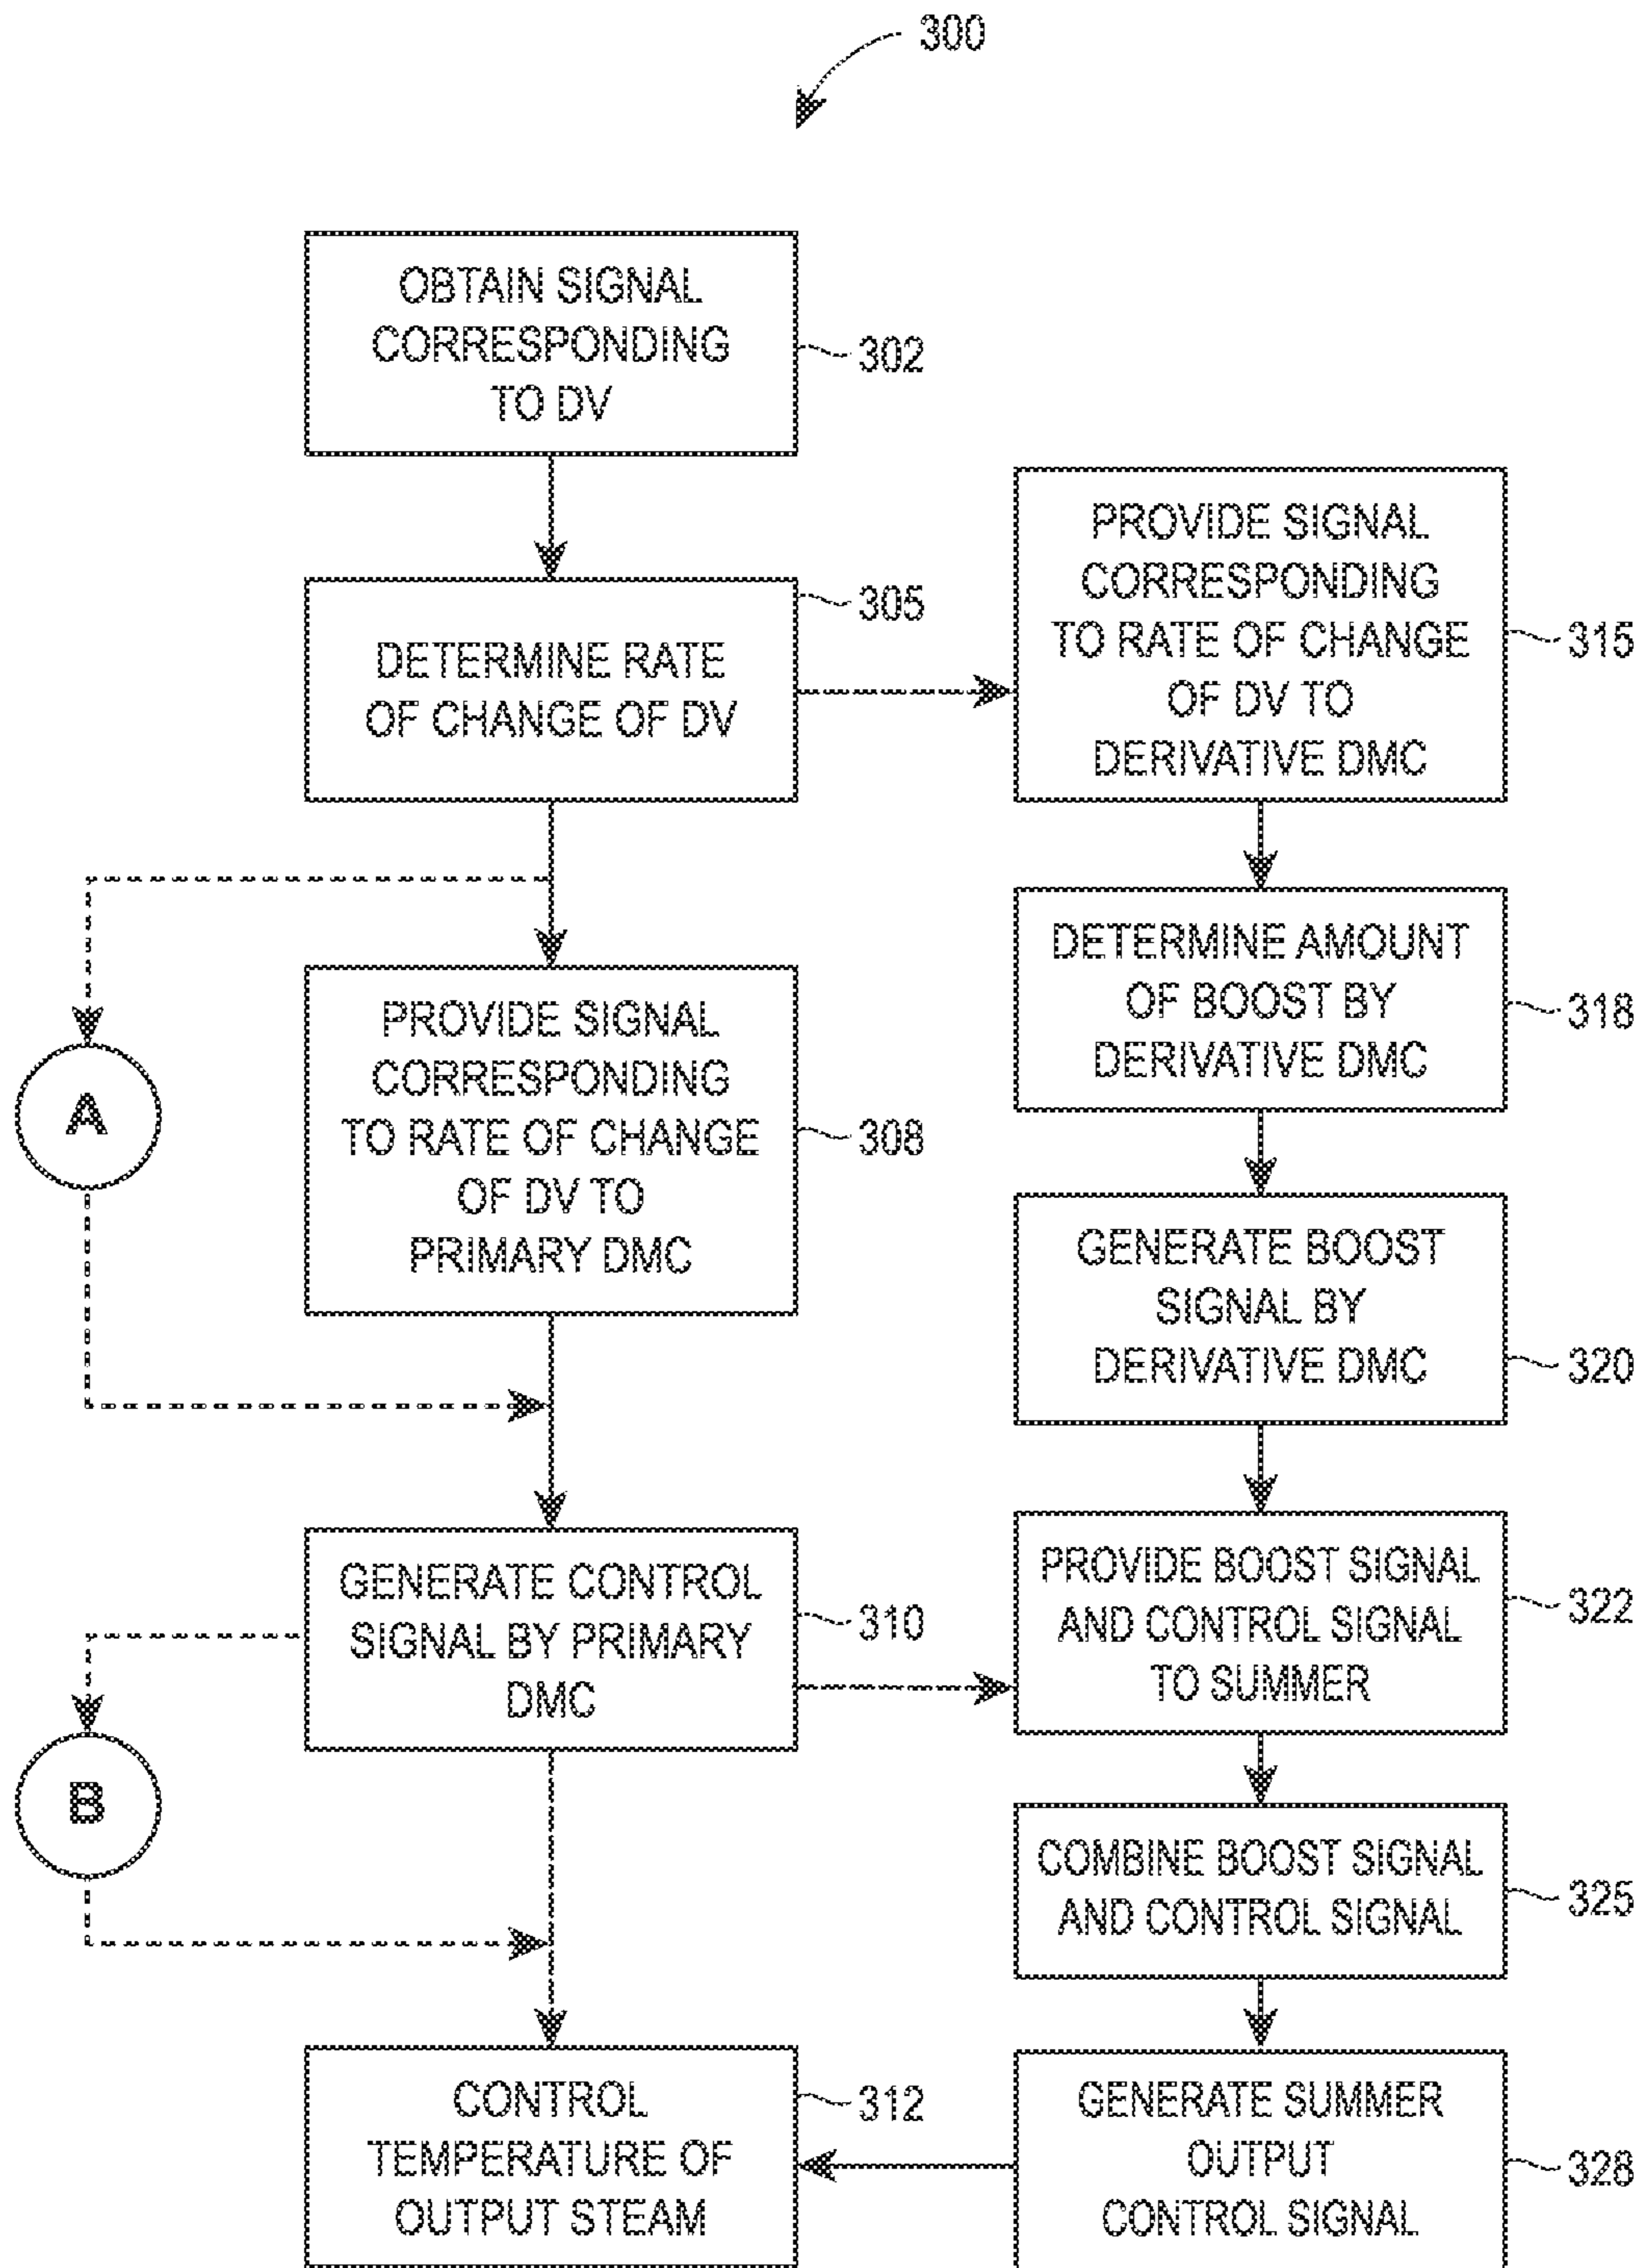 300
OBTAIN SIGNAL
CORRESPONDING
TO DV
302
DETERMINE RATE
OF CHANGE OF DV
305
PROVIDE SIGNAL
CORRESPONDING
TO RATE OF CHANGE
OF DV TO
DERIVATIVE DMC
315
A
PROVIDE SIGNAL
CORRESPONDING
TO RATE OF CHANGE
OF DV TO
PRIMARY DMC
308
DETERMINE AMOUNT
OF BOOST BY
DERIVATIVE DMC
318
GENERATE BOOST
SIGNAL BY
DERIVATIVE DMC
320
GENERATE CONTROL
SIGNAL BY PRIMARY
DMC
310
PROVIDE BOOST SIGNAL
AND CONTROL SIGNAL
TO SUMMER
322
B
COMBINE BOOST SIGNAL
AND CONTROL SIGNAL
325
CONTROL
TEMPERATURE OF
OUTPUT STEAM
312
GENERATE SUMMER
OUTPUT
CONTROL SIGNAL
328